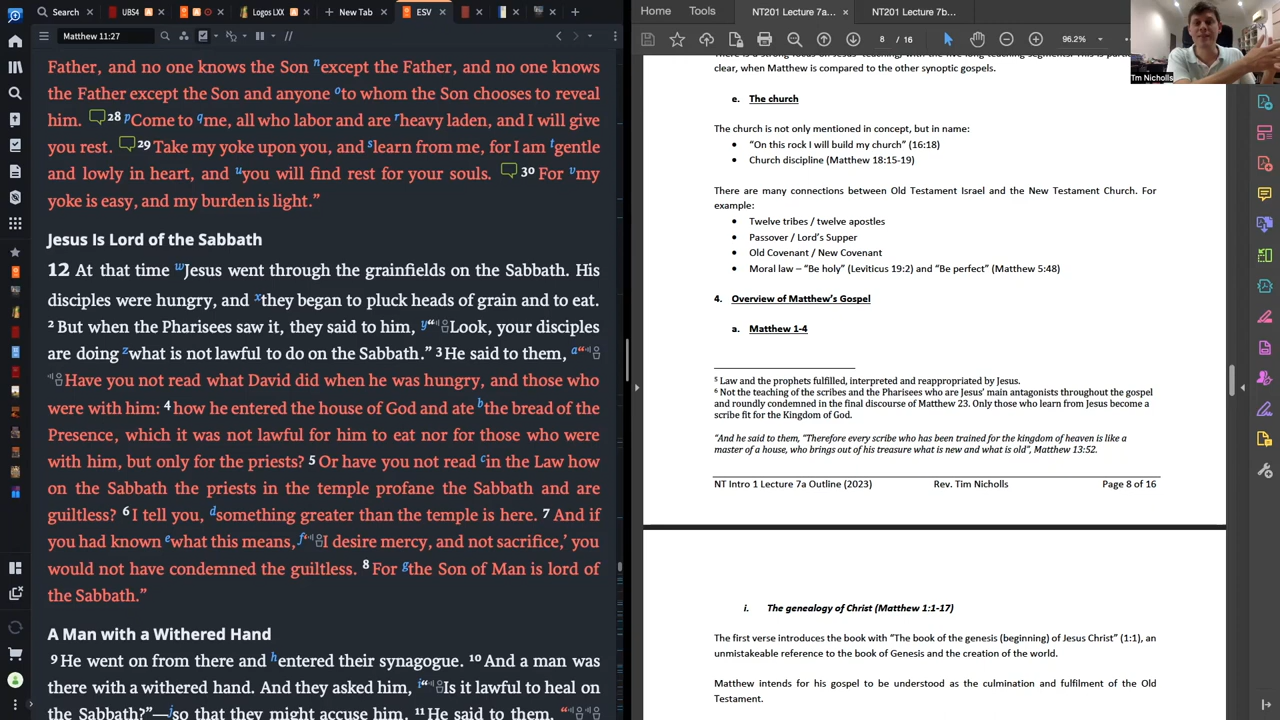 UBS4
Logos LXX
ESV
Matthew 11:27
Father, and no one knows the Son n except the Father, and no one knows
the Father except the Son and anyone o to whom the Son chooses to reveal
him. 28 p Come to q me, all who labor and are r heavy laden, and I will give
you rest. 29 Take my yoke upon you, and s learn from me, for I am t gentle
and lowly in heart, and u you will find rest for your souls. 30 For v my
yoke is easy, and my burden is light.”
Jesus Is Lord of the Sabbath
12 At that time w Jesus went through the grainfields on the Sabbath. His
disciples were hungry, and x they began to pluck heads of grain and to eat.
2 But when the Pharisees saw it, they said to him, y “Look, your disciples
are doing z what is not lawful to do on the Sabbath.” 3 He said to them, a “
Have you not read what David did when he was hungry, and those who
were with him: 4 how he entered the house of God and ate b the bread of the
Presence, which it was not lawful for him to eat nor for those who were
with him, but only for the priests? 5 Or have you not read c in the Law how
on the Sabbath the priests in the temple profane the Sabbath and are
guiltless? 6 I tell you, d something greater than the temple is here. 7 And if
you had known e what this means, f ‘I desire mercy, and not sacrifice,’ you
would not have condemned the guiltless. 8 For g the Son of Man is lord of
the Sabbath.”
A Man with a Withered Hand
9 He went on from there and h entered their synagogue. 10 And a man was
there with a withered hand. And they asked him, i “Is it lawful to heal on
the Sabbath?”—j so that they might accuse him. 11 He said to them, “
Home
Tools
NT201 Lecture 7a...
NT201 Lecture 7b...
8 / 16
96.2%
Tm Nicholls
clear, when Matthew is compared to the other synoptic gospels.
e. The church
The church is not only mentioned in concept, but in name:
• “On this rock I will build my church” (16:18)
• Church discipline (Matthew 18:15-19)
There are many connections between Old Testament Israel and the New Testament Church. For
example:
• Twelve tribes / twelve apostles
• Passover / Lord’s Supper
• Old Covenant / New Covenant
• Moral law – “Be holy” (Leviticus 19:2) and “Be perfect” (Matthew 5:48)
4. Overview of Matthew’s Gospel
a. Matthew 1-4
5 Law and the prophets fulfilled, interpreted and reappropriated by Jesus.
6 Not the teaching of the scribes and the Pharisees who are Jesus’ main antagonists throughout the gospel
and roundly condemned in the final discourse of Matthew 23. Only those who learn from Jesus become a
scribe fit for the Kingdom of God.
“And he said to them, “Therefore every scribe who has been trained for the kingdom of heaven is like a
master of a house, who brings out of his treasure what is new and what is old”, Matthew 13:52.
NT Intro 1 Lecture 7a Outline (2023) Rev. Tim Nicholls Page 8 of 16
i. The genealogy of Christ (Matthew 1:1-17)
The first verse introduces the book with “The book of the genesis (beginning) of Jesus Christ” (1:1), an
unmistakeable reference to the book of Genesis and the creation of the world.
Matthew intends for his gospel to be understood as the culmination and fulfilment of the Old
Testament.